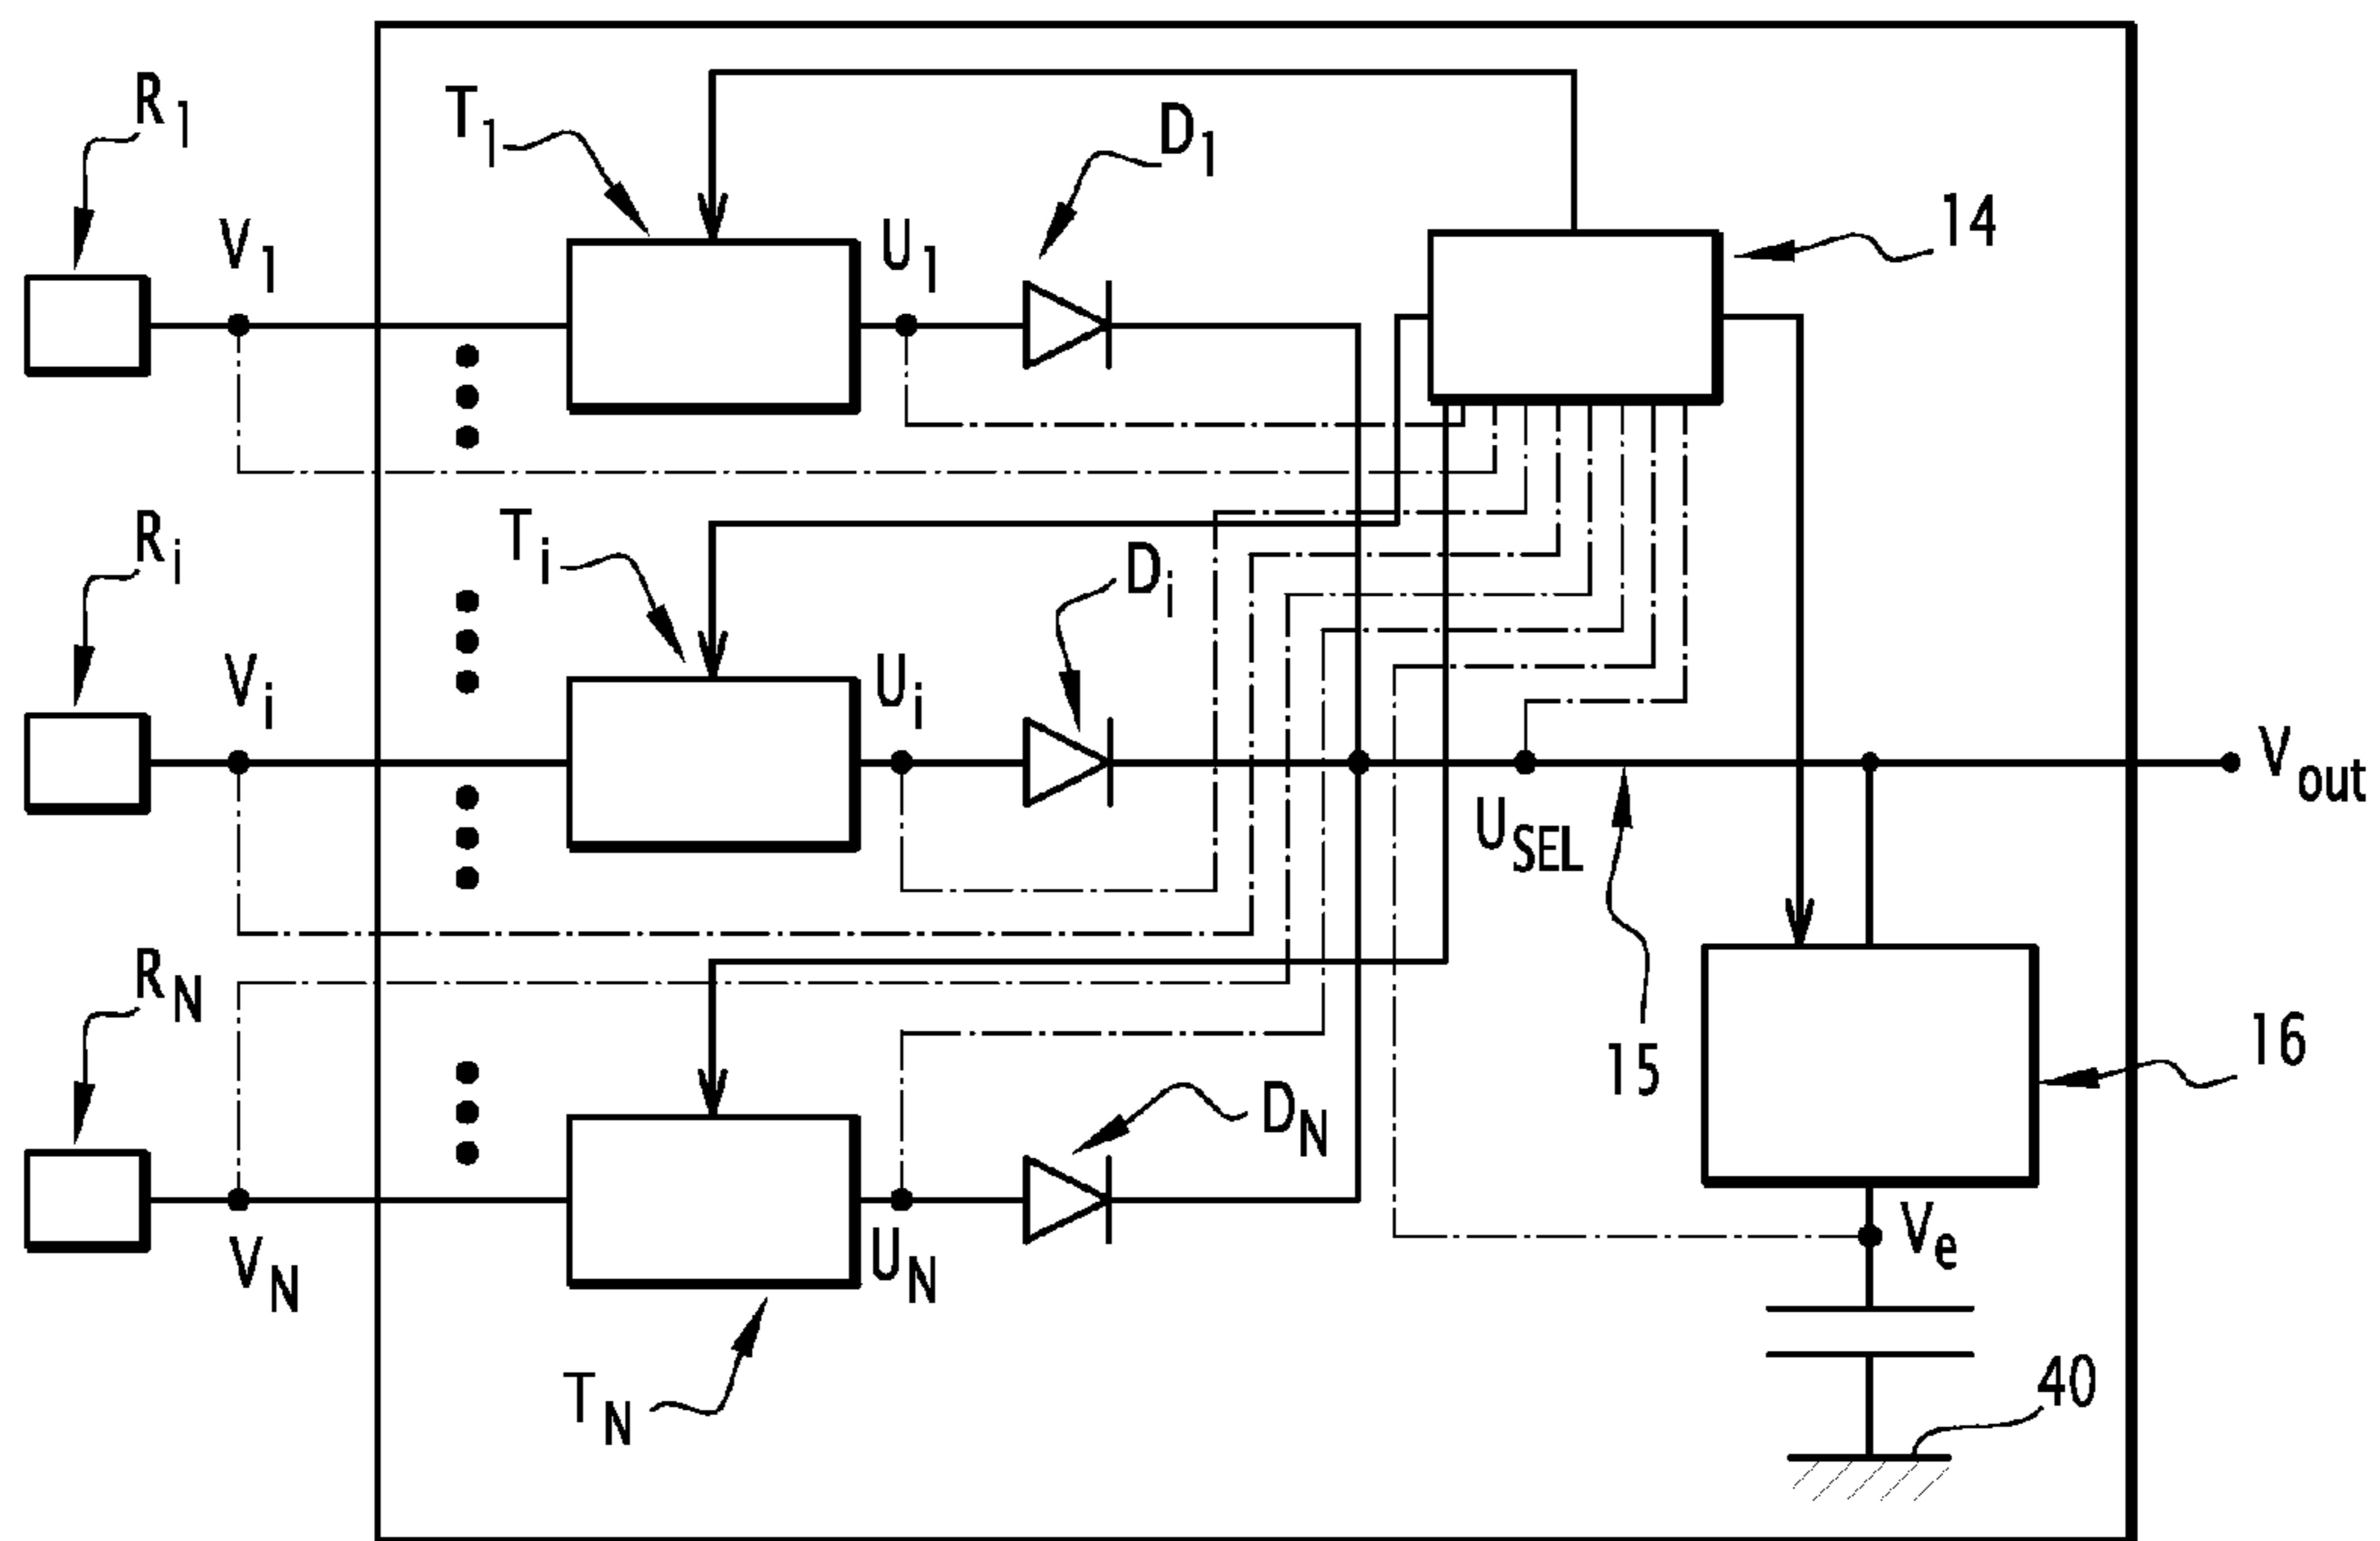 R1
T1
D1
V1
U1
14
Ri
Ti
Di
Vi
Ui
Vout
USEL
RN
15
16
DN
VN
UN
Ve
TN
40